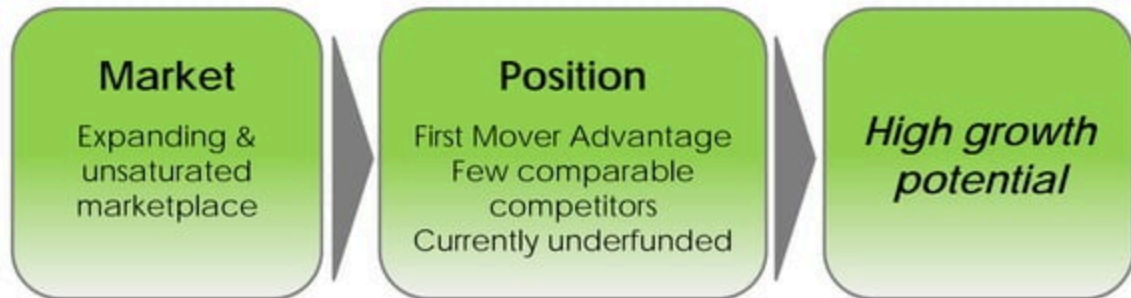 Market
Expanding &
unsaturated
marketplace
Position
First Mover Advantage
Few comparable
competitors
Currently underfunded
High growth
potential